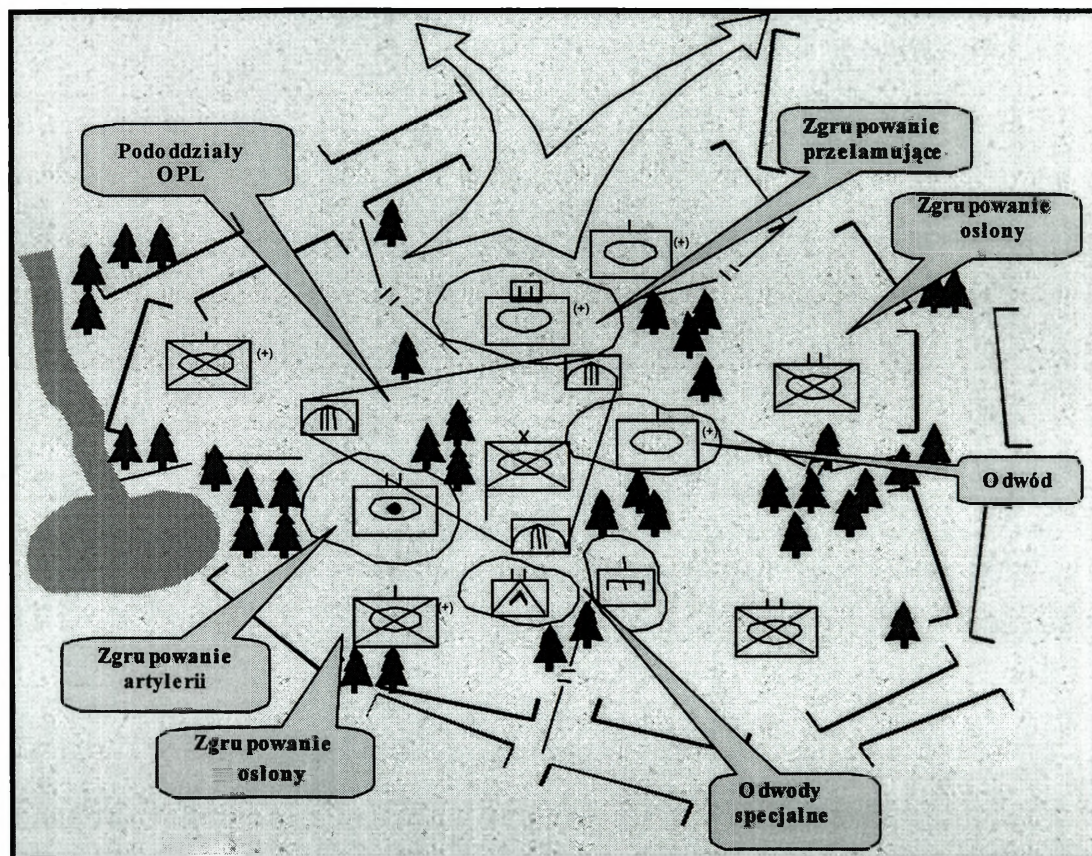 Zgrupowanie
przełamujące
Pododdziały
OPL
Zgrupowanie
osłony
(+)
(+)
(+)
(+)
Odwód
(+)
Zgrupowanie
artylerii
Zgrupowanie
osłony
Odwody
specjalne